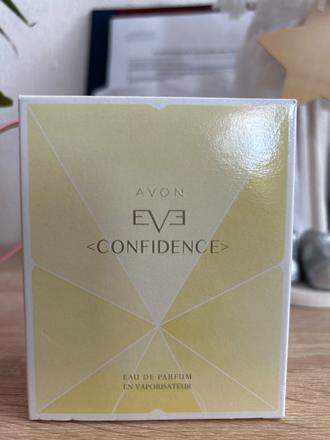 AVON
EVE
<CONFIDENCE>
EAU DE PARFUM
EN VAPORISATEUR